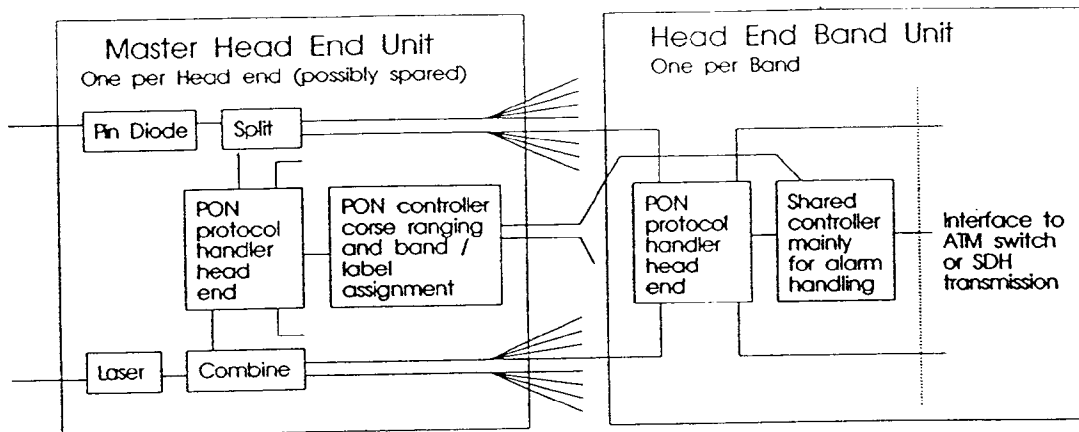 Master Head End Unit
One per Head end (possibly spared)
Pin Diode
Split
PON
protocol
handler
head
end
PON controller
corse ranging
and band /
label
assignment
Laser
Combine
Head End Band Unit
One per Band
PON
protocol
handler
head
end
Shared
controller
mainly
for alarm
handling
Interface to
ATM switch
or SDH
transmission